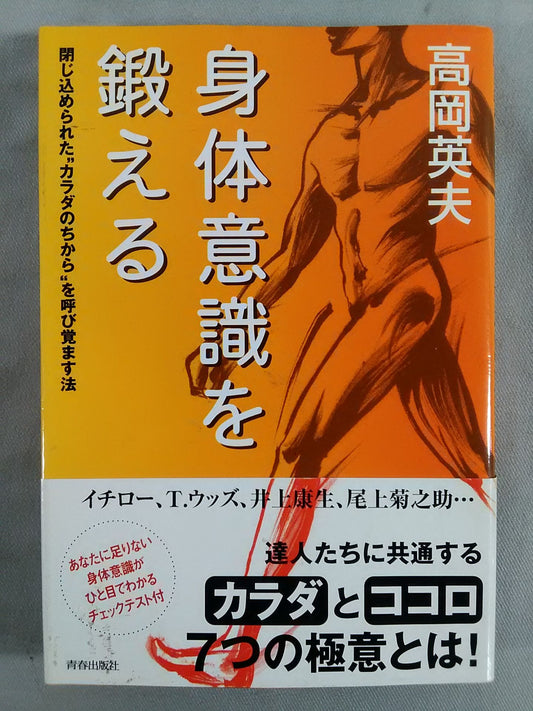 高岡英夫
身体意識を
鍛える
閉じ込められた”カラダのちから“を呼び覚ます法
イチロー、T.ウッズ、井上康生、尾上菊之助…
達人たちに共通する
カラダとココロ
7つの極意とは!
あなたに足りない
身体意識が
ひと目でわかる
チェックテスト付
青春出版社